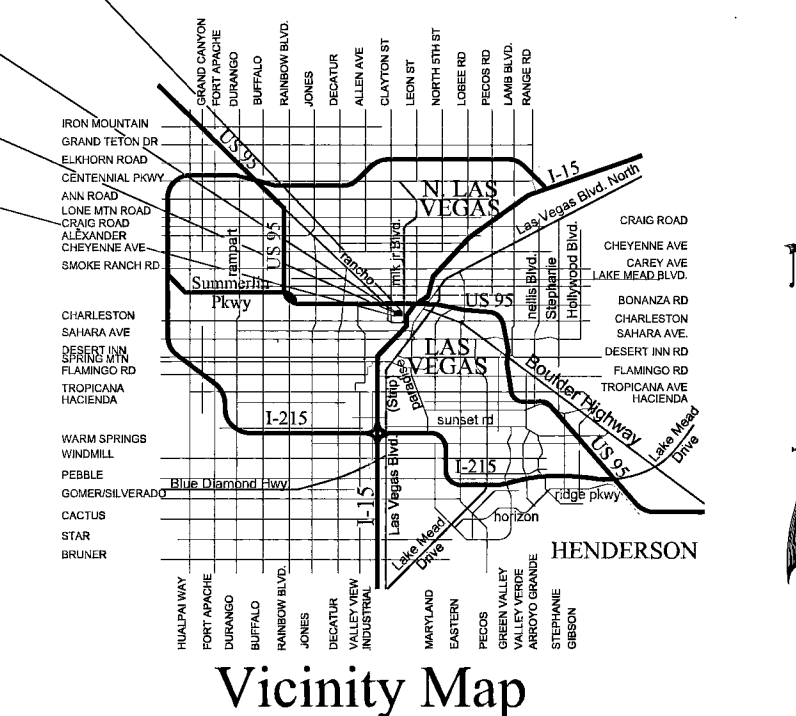 GRAND CANYON
FORT APACHE
DURANGO
BUFFALO
RAINBOW BLVD.
JONES
DECATUR
ALLEN AVE
CLAYTON ST
LEON ST
NORTH 5TH ST
LOSEE RD
PECOS RD
LAMB BLVD.
RANGE RD
IRON MOUNTAIN
GRAND TETON DR
ELKHORN ROAD
CENTENNIAL PKWY
ANN ROAD
LONE MTN ROAD
CRAIG ROAD
ALEXANDER
CHEYENNE AVE
SMOKE RANCH RD
CHARLESTON
SAHARA AVE
DESERT INN
SPRING MTN
FLAMINGO RD
TROPICANA
HACIENDA
WARM SPRINGS
WINDMILL
PEBBLE
GOMER/SILVERADO
CACTUS
STAR
BRUNER
US 95
I-15
N. LAS
VEGAS
Las Vegas Blvd. North
rampart
US 95
rancho
mlk jr Blvd.
Summerlin
Pkwy
US 95
nellis Blvd.
Stephanie
Hollywood Blvd.
LAS
VEGAS
(Strip)
paradise
Boulder Highway
I-215
sunset rd
US 95
Lake Mead
Drive
I-215
Blue Diamond Hwy.
I-15
Las Vegas Blvd.
ridge pkwy
horizon
Lake Mead
Drive
HENDERSON
CRAIG ROAD
CHEYENNE AVE
CAREY AVE
LAKE MEAD BLVD.
BONANZA RD
CHARLESTON
SAHARA AVE.
DESERT INN RD
FLAMINGO RD
TROPICANA AVE
HACIENDA
HUALPAI WAY
FORT APACHE
DURANGO
BUFFALO
RAINBOW BLVD.
JONES
DECATUR
VALLEY VIEW
INDUSTRIAL
MARYLAND
EASTERN
PECOS
GREEN VALLEY
VALLEY VERDE
ARROYO GRANDE
STEPHANIE
GIBSON
Vicinity Map